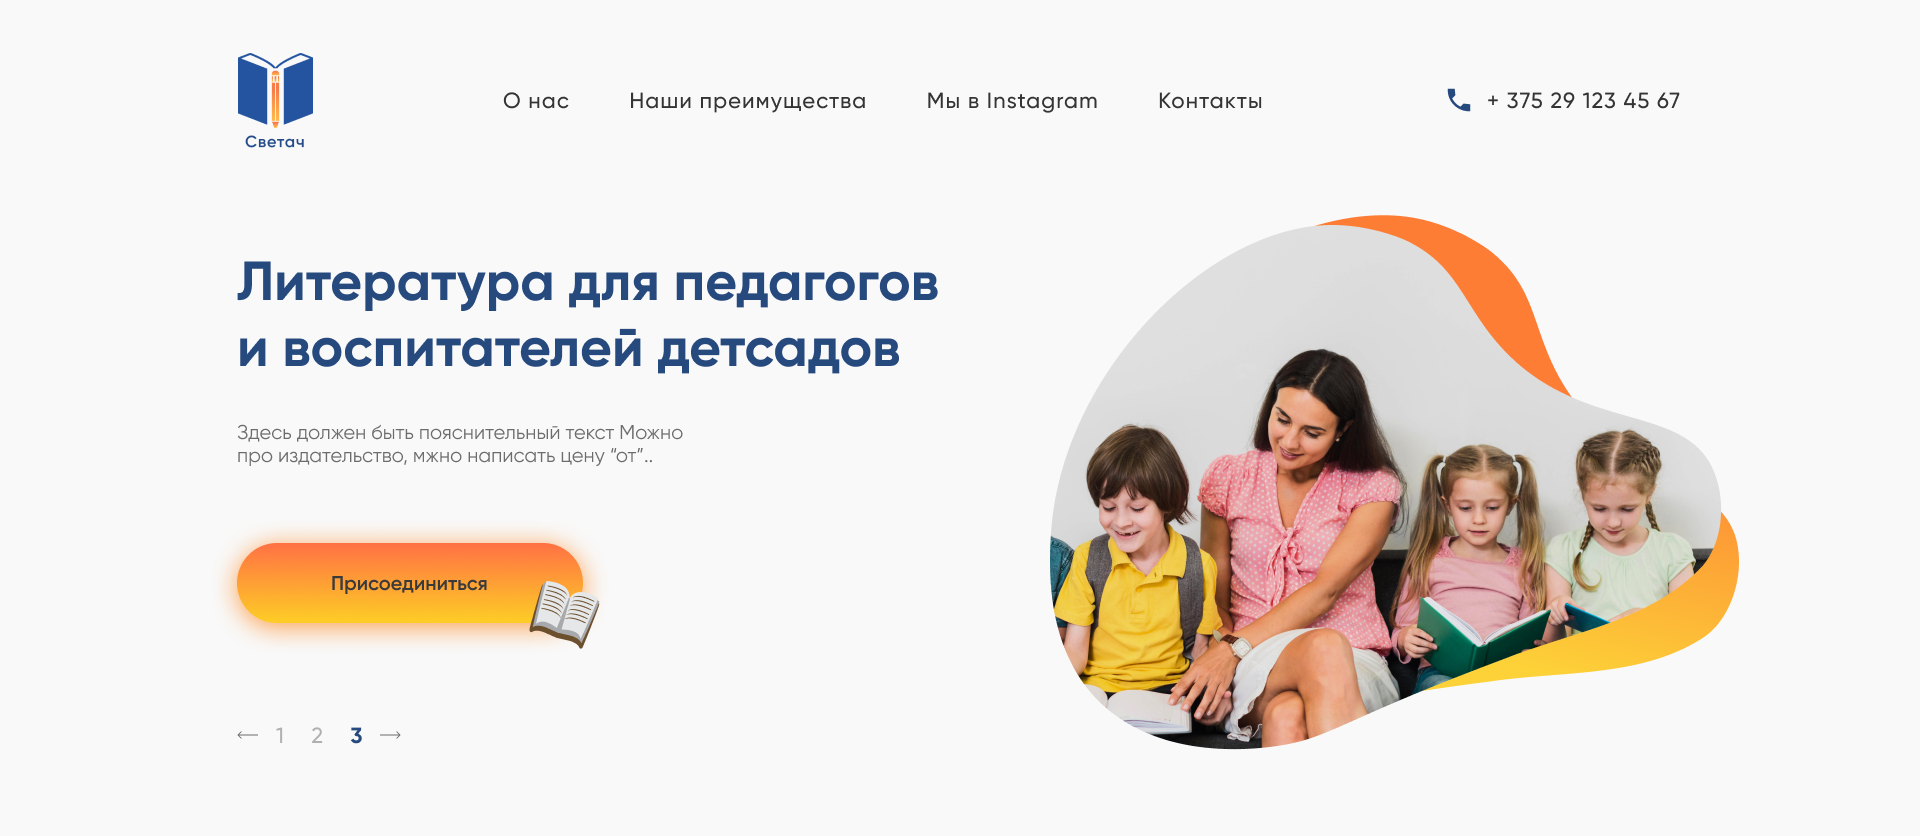 Светач
О нас
Наши преимущества
Мы в Instagram
Контакты
+ 375 29 123 45 67
Литература для педагогов
и воспитателей детсадов
Здесь должен быть пояснительный текст Можно
про издательство, мжно написать цену “от”..
Присоединиться
1 2 3